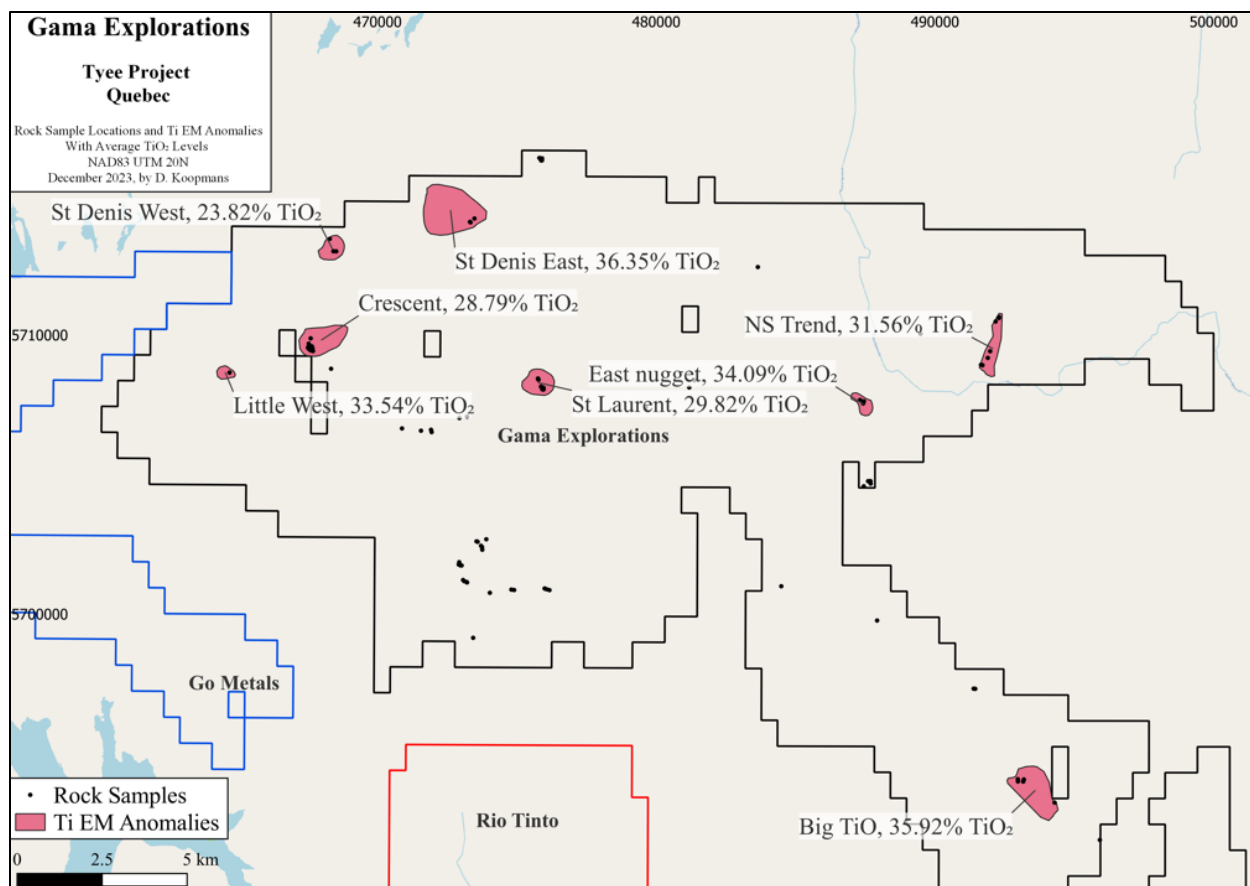 Gama Explorations
Tyee Project
Quebec
Rock Sample Locations and Ti EM Anomalies
With Average TiO₂ Levels
NAD83 UTM 20N
December 2023, by D. Koopmans
470000
480000
490000
500000
St Denis West, 23.82% TiO₂
St Denis East, 36.35% TiO₂
Crescent, 28.79% TiO₂
NS Trend, 31.56% TiO₂
5710000
East nugget, 34.09% TiO₂
Little West, 33.54% TiO₂
St Laurent, 29.82% TiO₂
Gama Explorations
5700000
Go Metals
Rio Tinto
Big TiO, 35.92% TiO₂
Rock Samples
Ti EM Anomalies
0 2.5 5 km